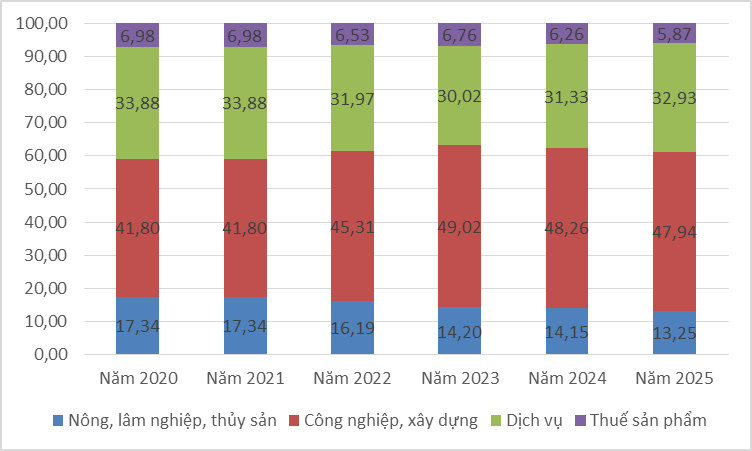 100,00
90,00
80,00
70,00
60,00
50,00
40,00
30,00
20,00
10,00
0,00
6,98 6,98 6,53 6,76 6,26 5,87
33,88 33,88 31,97 30,02 31,33 32,93
41,80 41,80 45,31 49,02 48,26 47,94
17,34 17,34 16,19 14,20 14,15 13,25
Năm 2020 Năm 2021 Năm 2022 Năm 2023 Năm 2024 Năm 2025
Nông, lâm nghiệp, thủy sản Công nghiệp, xây dựng Dịch vụ Thuế sản phẩm